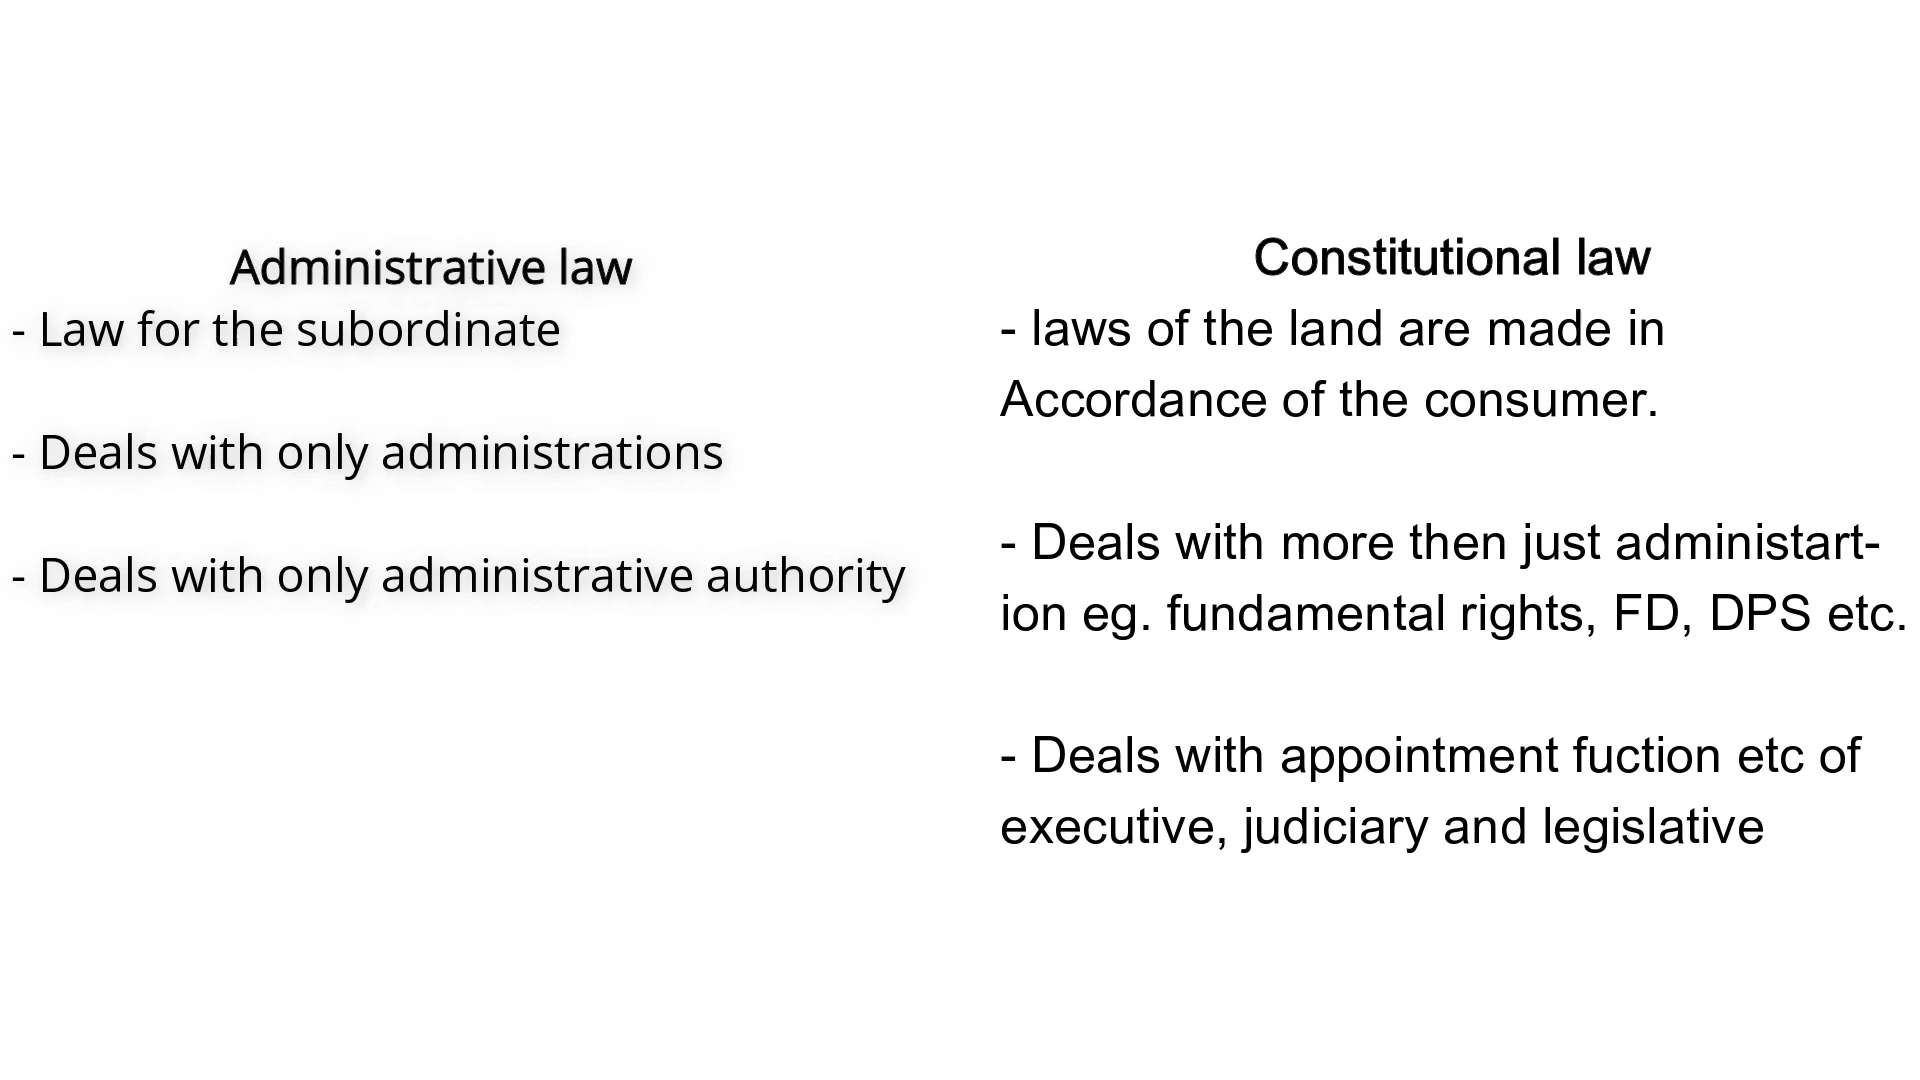 Administrative law
- Law for the subordinate
- Deals with only administrations
- Deals with only administrative authority
Constitutional law
- laws of the land are made in
Accordance of the consumer.
- Deals with more then just administart-
ion eg. fundamental rights, FD, DPS etc.
- Deals with appointment fuction etc of
executive, judiciary and legislative